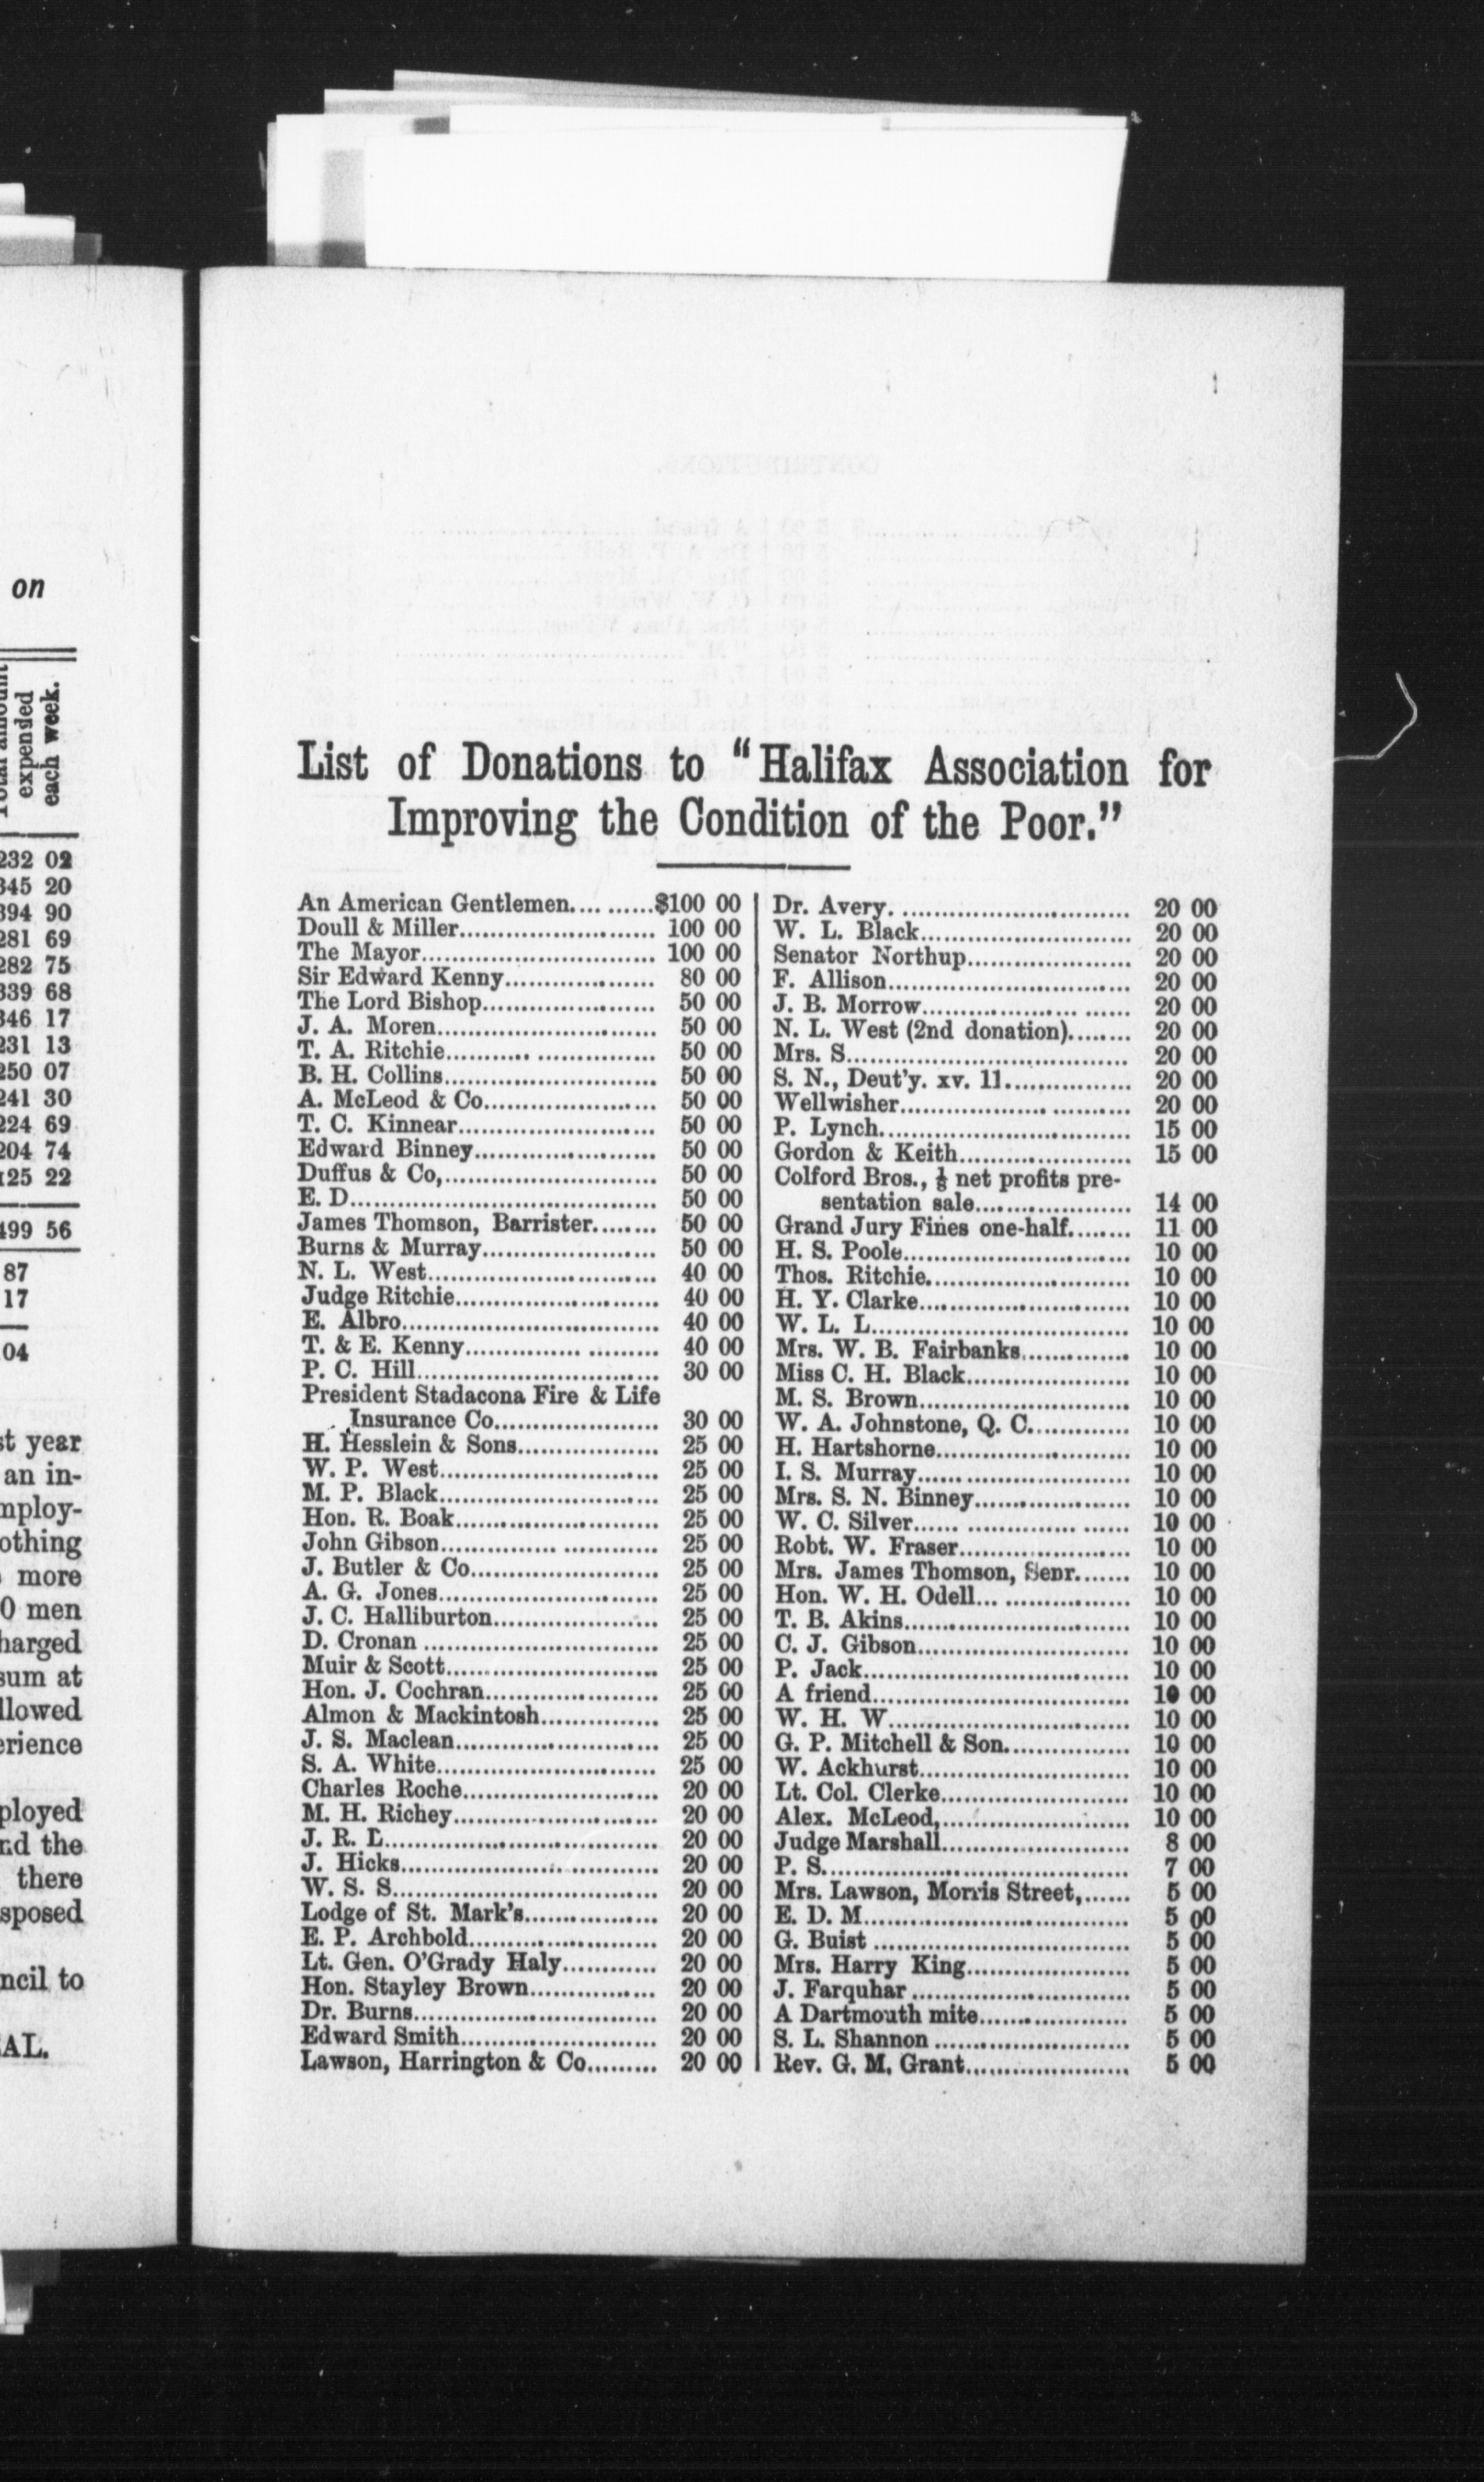 on
expended
each week.
232 02
345 20
394 90
281 69
282 75
339 68
346 17
231 13
250 07
241 30
224 69
204 74
125 22
499 56
87
17
04
st year
an in-
mploy-
othing
more
0 men
harged
sum at
llowed
erience
ployed
nd the
there
sposed
ncil to
AL.
List of Donations to "Halifax Association for
Improving the Condition of the Poor."
An American Gentlemen.... ......$100 00
Doull & Miller......................... 100 00
The Mayor.............................. 100 00
Sir Edward Kenny................... 80 00
The Lord Bishop...................... 50 00
J. A. Moren............................ 50 00
T. A. Ritchie........... ............... 50 00
B. H. Collins........................... 50 00
A. McLeod & Co...................... 50 00
T. C. Kinnear......................... 50 00
Edward Binney....................... 50 00
Duffus & Co,........................... 50 00
E. D....................................... 50 00
James Thomson, Barrister........ 50 00
Burns & Murray...................... 50 00
N. L. West............................. 40 00
Judge Ritchie.......................... 40 00
E. Albro................................. 40 00
T. & E. Kenny............... ......... 40 00
P. C. Hill............................... 30 00
President Stadacona Fire & Life
Insurance Co..................... 30 00
H. Hesslein & Sons.................. 25 00
W. P. West............................ 25 00
M. P. Black............................ 25 00
Hon. R. Boak.......................... 25 00
John Gibson............... ............ 25 00
J. Butler & Co........................ 25 00
A. G. Jones............................ 25 00
J. C. Halliburton..................... 25 00
D. Cronan .............................. 25 00
Muir & Scott........................... 25 00
Hon. J. Cochran...................... 25 00
Almon & Mackintosh............... 25 00
J. S. Maclean.......................... 25 00
S. A. White............................ 25 00
Charles Roche......................... 20 00
M. H. Richey.......................... 20 00
J. R. L................................... 20 00
J. Hicks................................. 20 00
W. S. S.................................. 20 00
Lodge of St. Mark's................. 20 00
E. P. Archbold........................ 20 00
Lt. Gen. O'Grady Haly............ 20 00
Hon. Stayley Brown................ 20 00
Dr. Burns............................... 20 00
Edward Smith......................... 20 00
Lawson, Harrington & Co......... 20 00
Dr. Avery. ............................. 20 00
W. L. Black........................... 20 00
Senator Northup..................... 20 00
F. Allison............................... 20 00
J. B. Morrow.................... ...... 20 00
N. L. West (2nd donation)........ 20 00
Mrs. S.................................... 20 00
S. N., Deut'y. xv. 11................ 20 00
Wellwisher................... .......... 20 00
P. Lynch................................ 15 00
Gordon & Keith...................... 15 00
Colford Bros., ⅛ net profits pre-
sentation sale.................... 14 00
Grand Jury Fines one-half........ 11 00
H. S. Poole............................. 10 00
Thos. Ritchie.......................... 10 00
H. Y. Clarke........................... 10 00
W. L. L................................. 10 00
Mrs. W. B. Fairbanks.............. 10 00
Miss C. H. Black..................... 10 00
M. S. Brown........................... 10 00
W. A. Johnstone, Q. C............. 10 00
H. Hartshorne......................... 10 00
I. S. Murray........................... 10 00
Mrs. S. N. Binney.................... 10 00
W. C. Silver...... ............... ...... 10 00
Robt. W. Fraser...................... 10 00
Mrs. James Thomson, Senr....... 10 00
Hon. W. H. Odell... ................ 10 00
T. B. Akins............................. 10 00
C. J. Gibson........................... 10 00
P. Jack.................................. 10 00
A friend................................. 10 00
W. H. W............................... 10 00
G. P. Mitchell & Son................ 10 00
W. Ackhurst........................... 10 00
Lt. Col. Clerke........................ 10 00
Alex. McLeod,........................ 10 00
Judge Marshall........................ 8 00
P. S....................................... 7 00
Mrs. Lawson, Morris Street,...... 5 00
E. D. M.................................. 5 00
G. Buist ................................. 5 00
Mrs. Harry King..................... 5 00
J. Farquhar ............................ 5 00
A Dartmouth mite................... 5 00
S. L. Shannon ......................... 5 00
Rev. G. M. Grant..................... 5 00